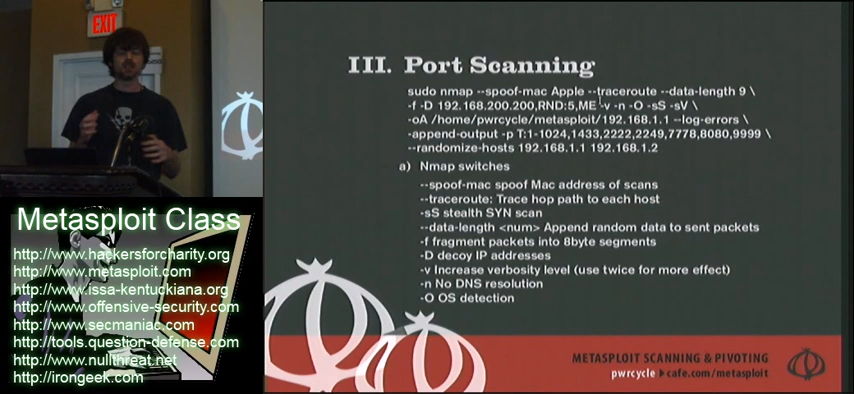 EXIT
III. Port Scanning
sudo nmap --spoof-mac Apple --traceroute --data-length 9 \
-f -D 192.168.200.200,RND:5,ME -v -n -O -sS -sV \
-oA /home/pwrcycle/metasploit/192.168.1.1 --log-errors \
-append-output -p T:1-1024,1433,2222,2249,7778,8080,9999 \
--randomize-hosts 192.168.1.1 192.168.1.2
a) Nmap switches
--spoof-mac spoof Mac address of scans
--traceroute: Trace hop path to each host
-sS stealth SYN scan
--data-length <num> Append random data to sent packets
-f fragment packets into 8byte segments
-D decoy IP addresses
-v Increase verbosity level (use twice for more effect)
-n No DNS resolution
-O OS detection
METASPLOIT SCANNING & PIVOTING
pwrcycle ▸ cafe.com/metasploit
Metasploit Class
http://www.hackersforcharity.org
http://www.metasploit.com
http://www.issa-kentuckiana.org
http://www.offensive-security.com
http://www.secmaniac.com
http://tools.question-defense.com
http://www.nullthreat.net
http://irongeek.com